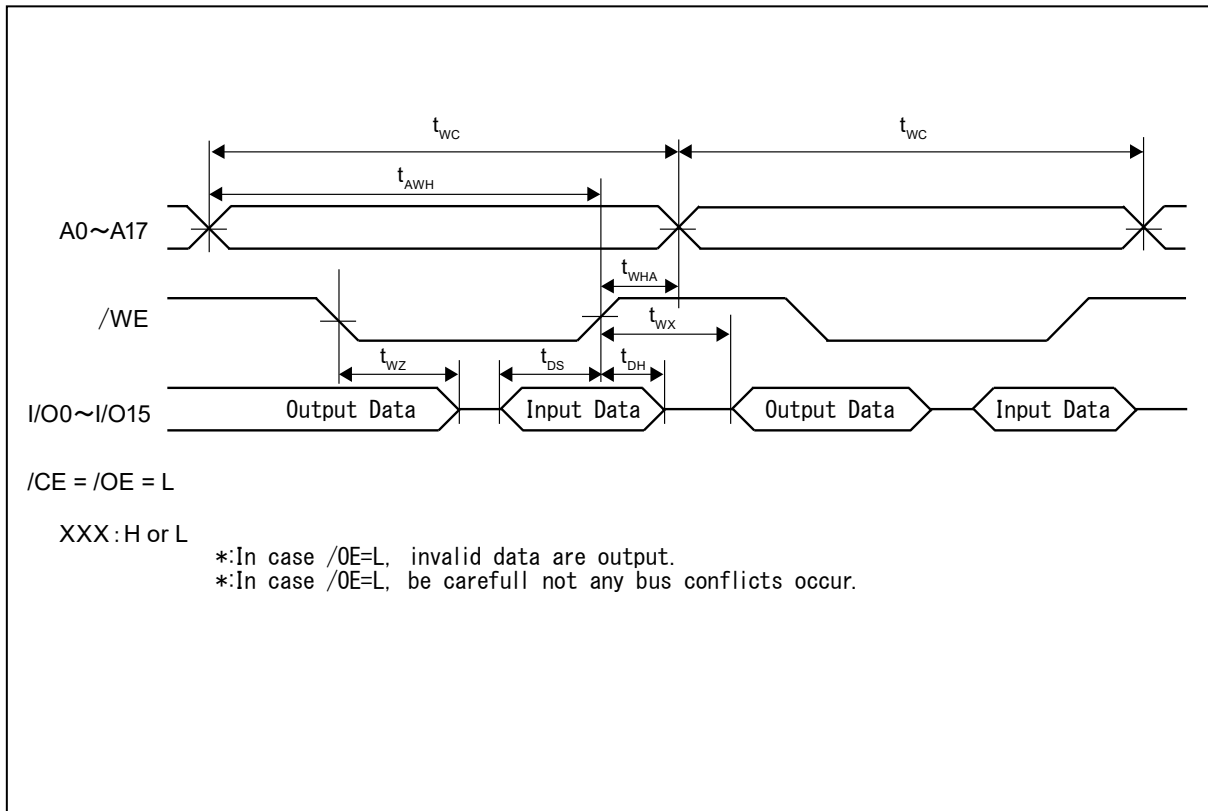 tWC tWC
tAWH
A0～A17
tWHA
/WE
tWX
tWZ tDS tDH
I/O0～I/O15 Output Data Input Data Output Data Input Data
/CE = /OE = L
XXX : H or L
*:In case /OE=L, invalid data are output.
*:In case /OE=L, be carefull not any bus conflicts occur.